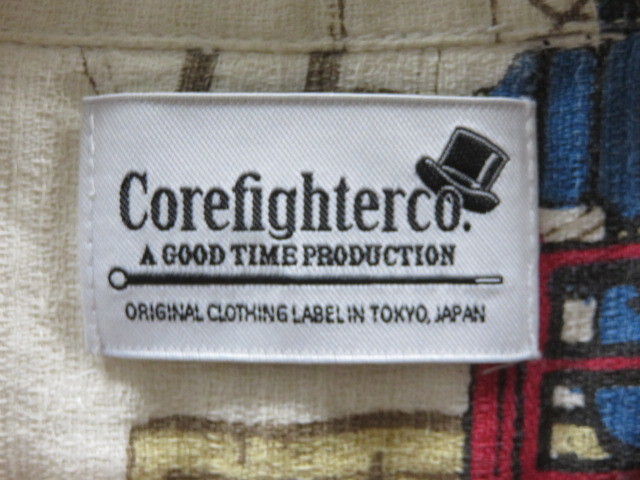 Corefighterco.
A GOOD TIME PRODUCTION
ORIGINAL CLOTHING LABEL IN TOKYO, JAPAN